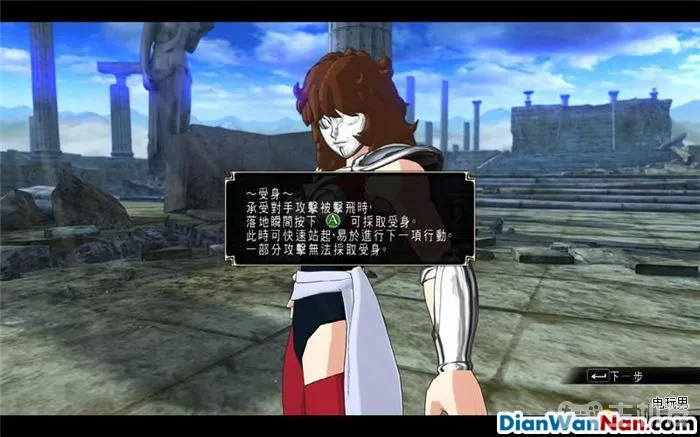 ～受身～
承受對手攻擊被擊飛時，
落地瞬間按下 A 可採取受身。
此時可快速站起，易於進行下一項行動。
一部分攻擊無法採取受身。
下一步
电玩男
DianWanNan.com